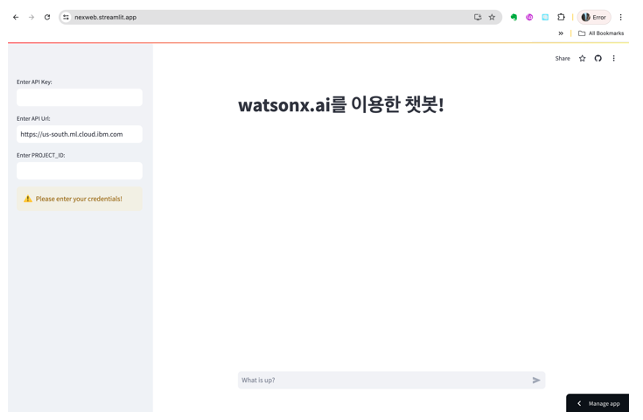 nexweb.streamlit.app
Error
All Bookmarks
Share
Enter API Key:
Enter API Url:
https://us-south.ml.cloud.ibm.com
Enter PROJECT_ID:
Please enter your credentials!
watsonx.ai를 이용한 챗봇!
What is up?
Manage app